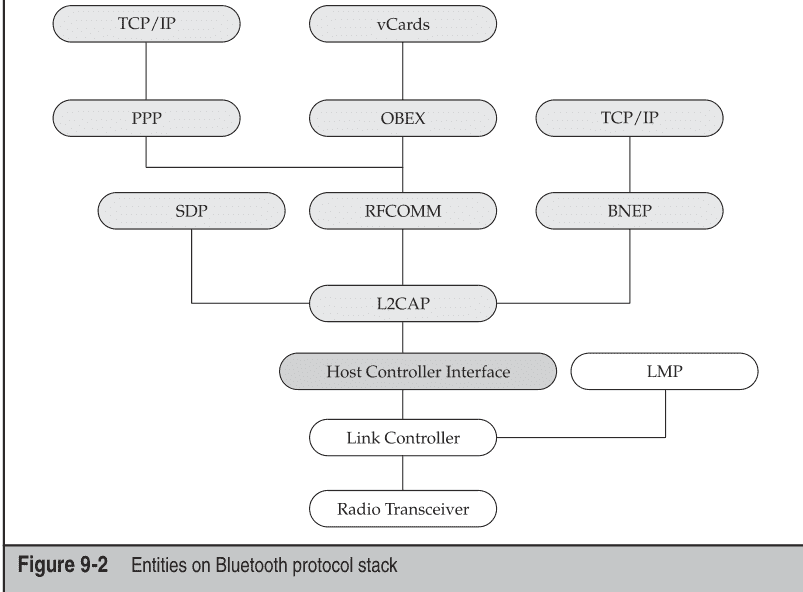 TCP/IP
vCards
PPP
OBEX
TCP/IP
SDP
RFCOMM
BNEP
L2CAP
Host Controller Interface
LMP
Link Controller
Radio Transceiver
Figure 9-2 Entities on Bluetooth protocol stack